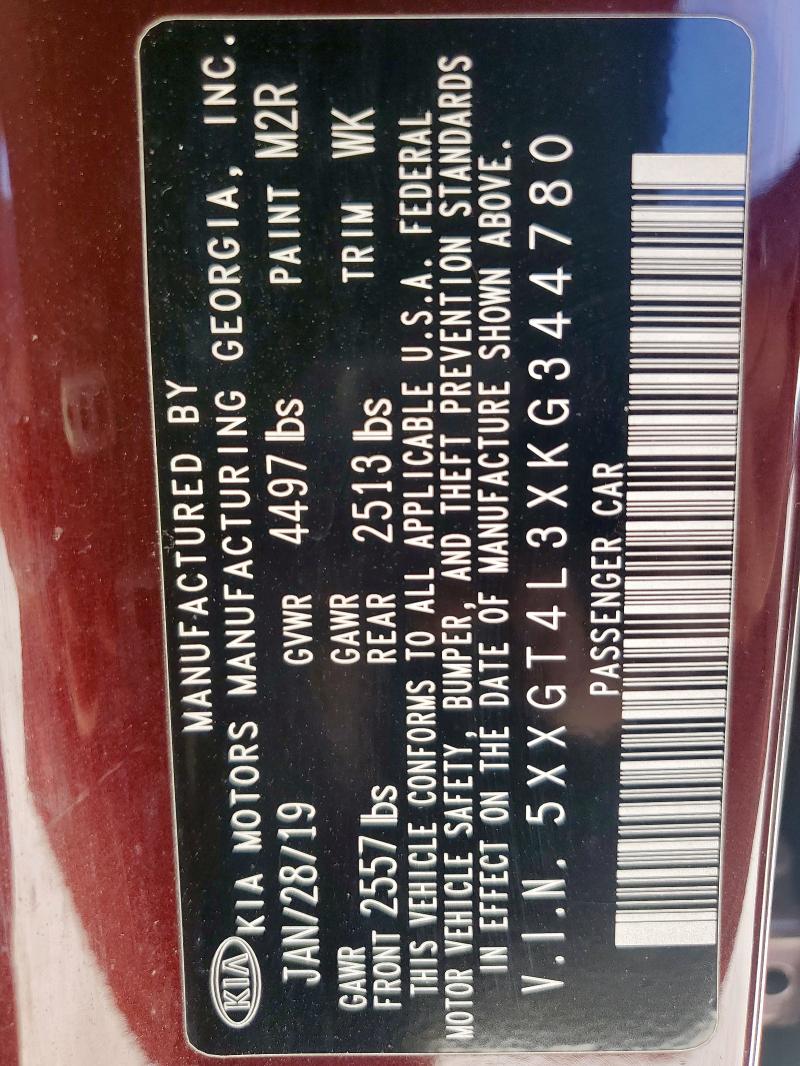 MANUFACTURED BY
KIA KIA MOTORS MANUFACTURING GEORGIA, INC.
JAN/28/19 GVWR 4497 lbs PAINT M2R
GAWR FRONT 2557 lbs GAWR REAR 2513 lbs TRIM WK
THIS VEHICLE CONFORMS TO ALL APPLICABLE U.S.A. FEDERAL
MOTOR VEHICLE SAFETY, BUMPER, AND THEFT PREVENTION STANDARDS
IN EFFECT ON THE DATE OF MANUFACTURE SHOWN ABOVE.
V.I.N. 5XXGT4L3XKG344780
PASSENGER CAR